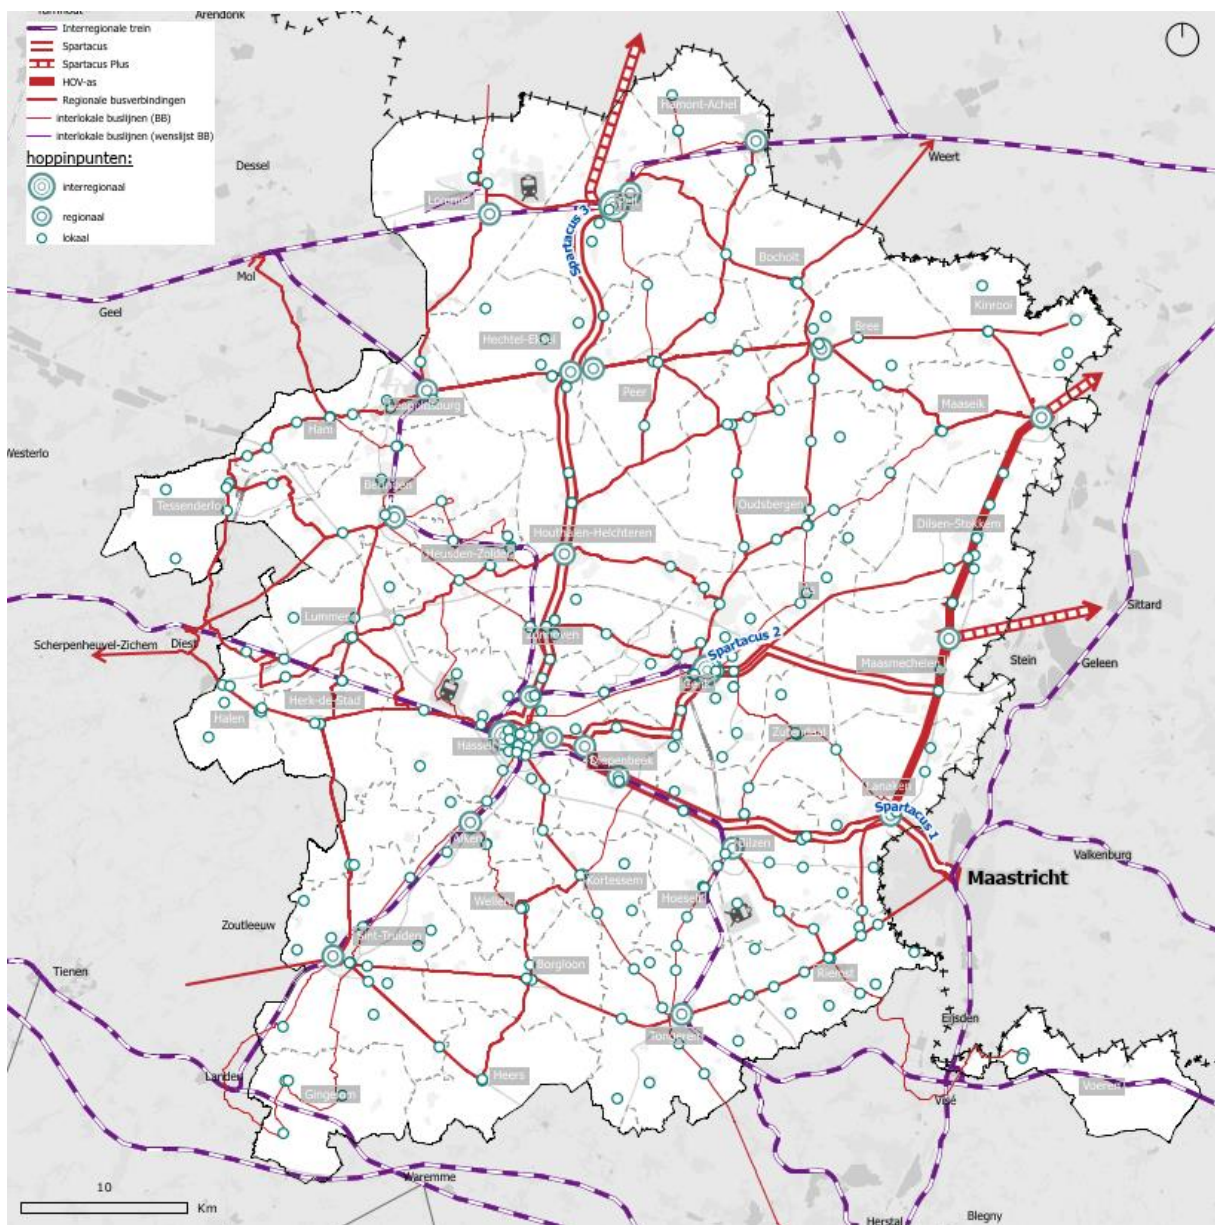 Turnhout
Arendonk
Interregionale trein
Spartacus
Spartacus Plus
HOV-as
Regionale busverbindingen
interlokale buslijnen (BB)
interlokale buslijnen (wenslijst BB)
hoppinpunten:
interregionaal
regionaal
lokaal
Hamont-Achel
Dessel
Weert
Lommel
Spartacus 3
Bocholt
Mol
Kinrooi
Geel
Bree
Hechtel-Eksel
Peer
Maaseik
Leopoldsburg
Ham
Westerlo
Beringen
Tessenderlo
Oudsbergen
Dilsen-Stokkem
Houthalen-Helchteren
Heusden-Zolder
Sittard
Lummen
Zonhoven
Spartacus 2
Scherpenheuvel-Zichem
Diest
Stein
Geleen
Maasmechelen
Genk
Herk-de-Stad
Halen
Zutendaal
Hasselt
Diepenbeek
Lanaken
Spartacus 1
Alken
Bilzen
Valkenburg
Kortessem
Maastricht
Wellen
Hoeselt
Zoutleeuw
Sint-Truiden
Borgloon
Tienen
Riemst
Eijsden
Tongeren
Landen
Heers
Voeren
Gingelom
Visé
Waremme
10
Km
Herstal
Blegny